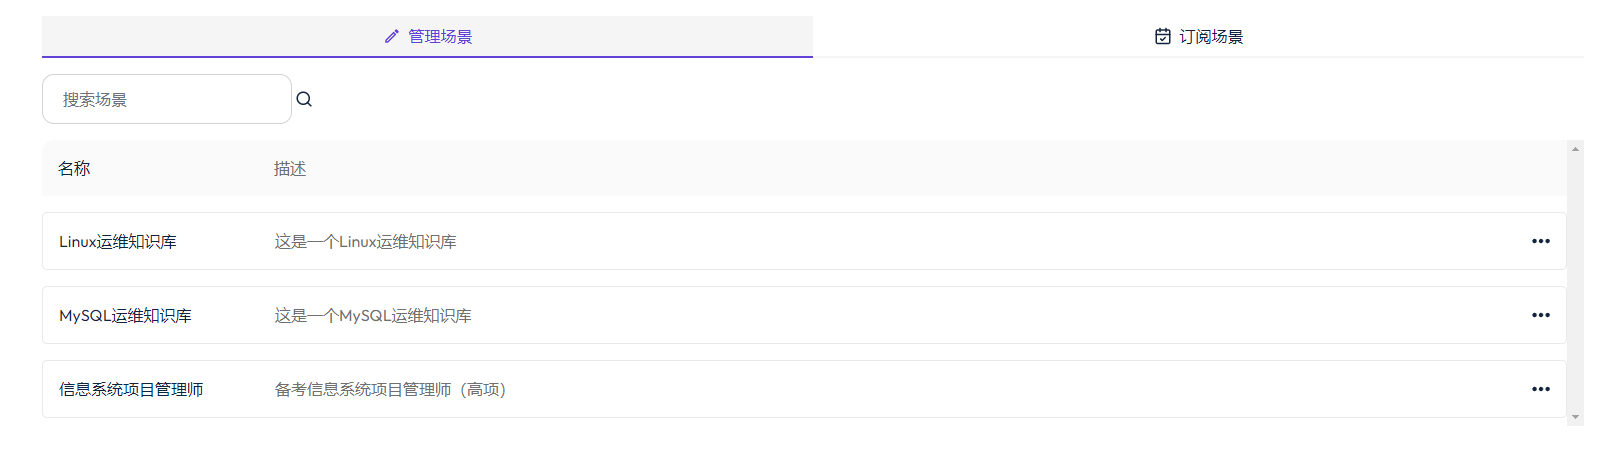 管理场景
订阅场景
搜索场景
名称 描述
Linux运维知识库 这是一个Linux运维知识库
MySQL运维知识库 这是一个MySQL运维知识库
信息系统项目管理师 备考信息系统项目管理师（高项）